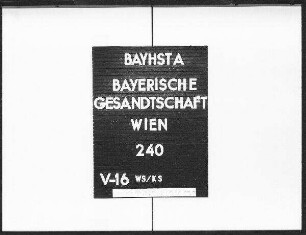 BAYHSTA
BAYERISCHE
GESANDTSCHAFT
WIEN
240
V-16 WS/KS